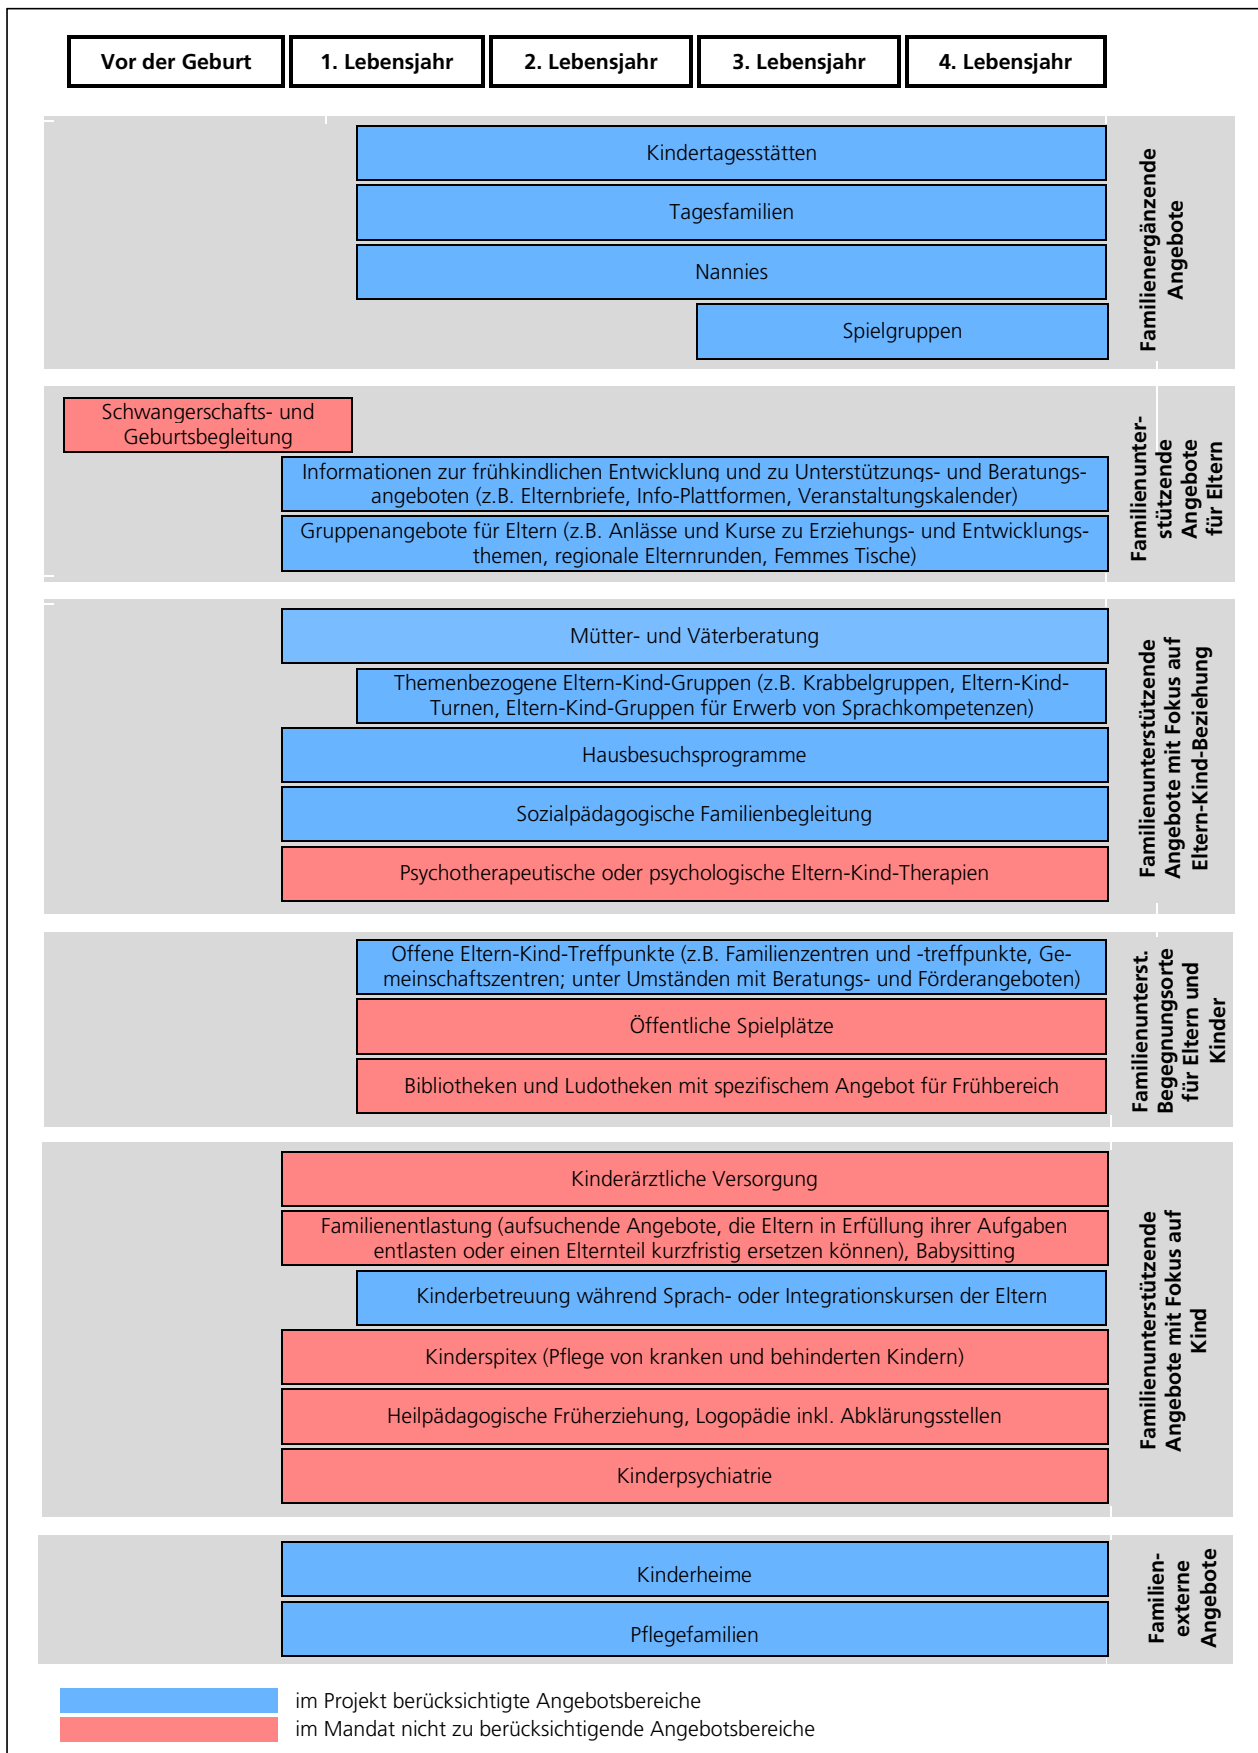 Vor der Geburt
1. Lebensjahr
2. Lebensjahr
3. Lebensjahr
4. Lebensjahr
Kindertagesstätten
Tagesfamilien
Nannies
Spielgruppen
Familienergänzende
Angebote
Schwangerschafts- und
Geburtsbegleitung
Informationen zur frühkindlichen Entwicklung und zu Unterstützungs- und Beratungs-
angeboten (z.B. Elternbriefe, Info-Plattformen, Veranstaltungskalender)
Gruppenangebote für Eltern (z.B. Anlässe und Kurse zu Erziehungs- und Entwicklungs-
themen, regionale Elternrunden, Femmes Tische)
Familienunter-
stützende
Angebote
für Eltern
Mütter- und Väterberatung
Themenbezogene Eltern-Kind-Gruppen (z.B. Krabbelgruppen, Eltern-Kind-
Turnen, Eltern-Kind-Gruppen für Erwerb von Sprachkompetenzen)
Hausbesuchsprogramme
Sozialpädagogische Familienbegleitung
Psychotherapeutische oder psychologische Eltern-Kind-Therapien
Familienunterstützende
Angebote mit Fokus auf
Eltern-Kind-Beziehung
Offene Eltern-Kind-Treffpunkte (z.B. Familienzentren und -treffpunkte, Ge-
meinschaftszentren; unter Umständen mit Beratungs- und Förderangeboten)
Öffentliche Spielplätze
Bibliotheken und Ludotheken mit spezifischem Angebot für Frühbereich
Familienunterst.
Begegnungsorte
für Eltern und
Kinder
Kinderärztliche Versorgung
Familienentlastung (aufsuchende Angebote, die Eltern in Erfüllung ihrer Aufgaben
entlasten oder einen Elternteil kurzfristig ersetzen können), Babysitting
Kinderbetreuung während Sprach- oder Integrationskursen der Eltern
Kinderspitex (Pflege von kranken und behinderten Kindern)
Heilpädagogische Früherziehung, Logopädie inkl. Abklärungsstellen
Kinderpsychiatrie
Familienunterstützende
Angebote mit Fokus auf
Kind
Kinderheime
Pflegefamilien
Familien-
externe
Angebote
im Projekt berücksichtigte Angebotsbereiche
im Mandat nicht zu berücksichtigende Angebotsbereiche